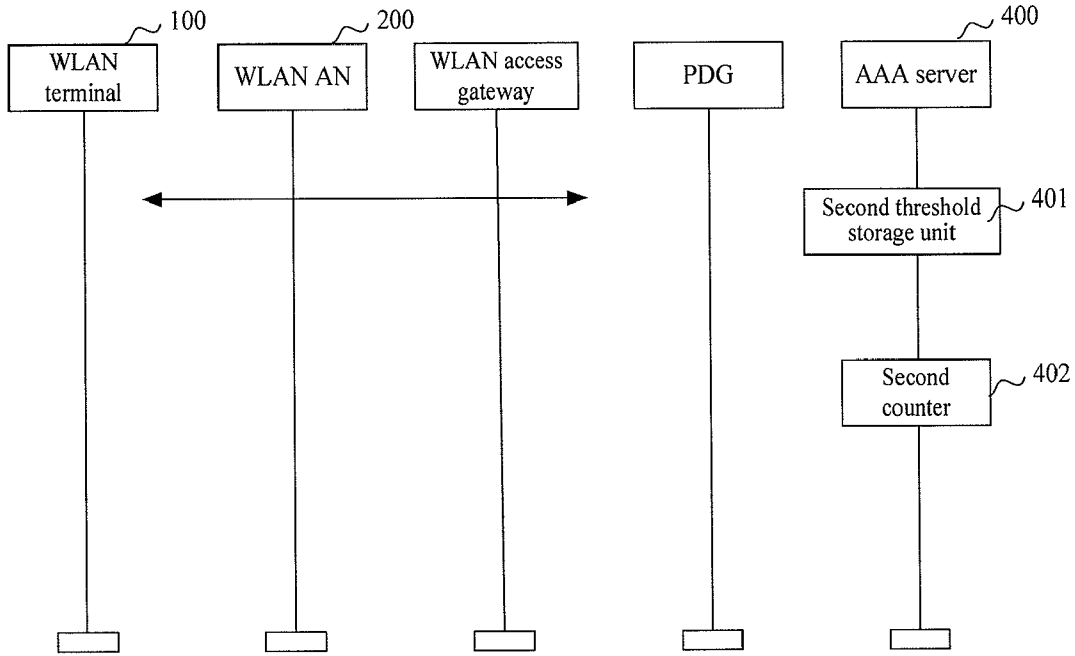 100
200
400
WLAN
terminal
WLAN AN
WLAN access
gateway
PDG
AAA server
401
Second threshold
storage unit
402
Second
counter